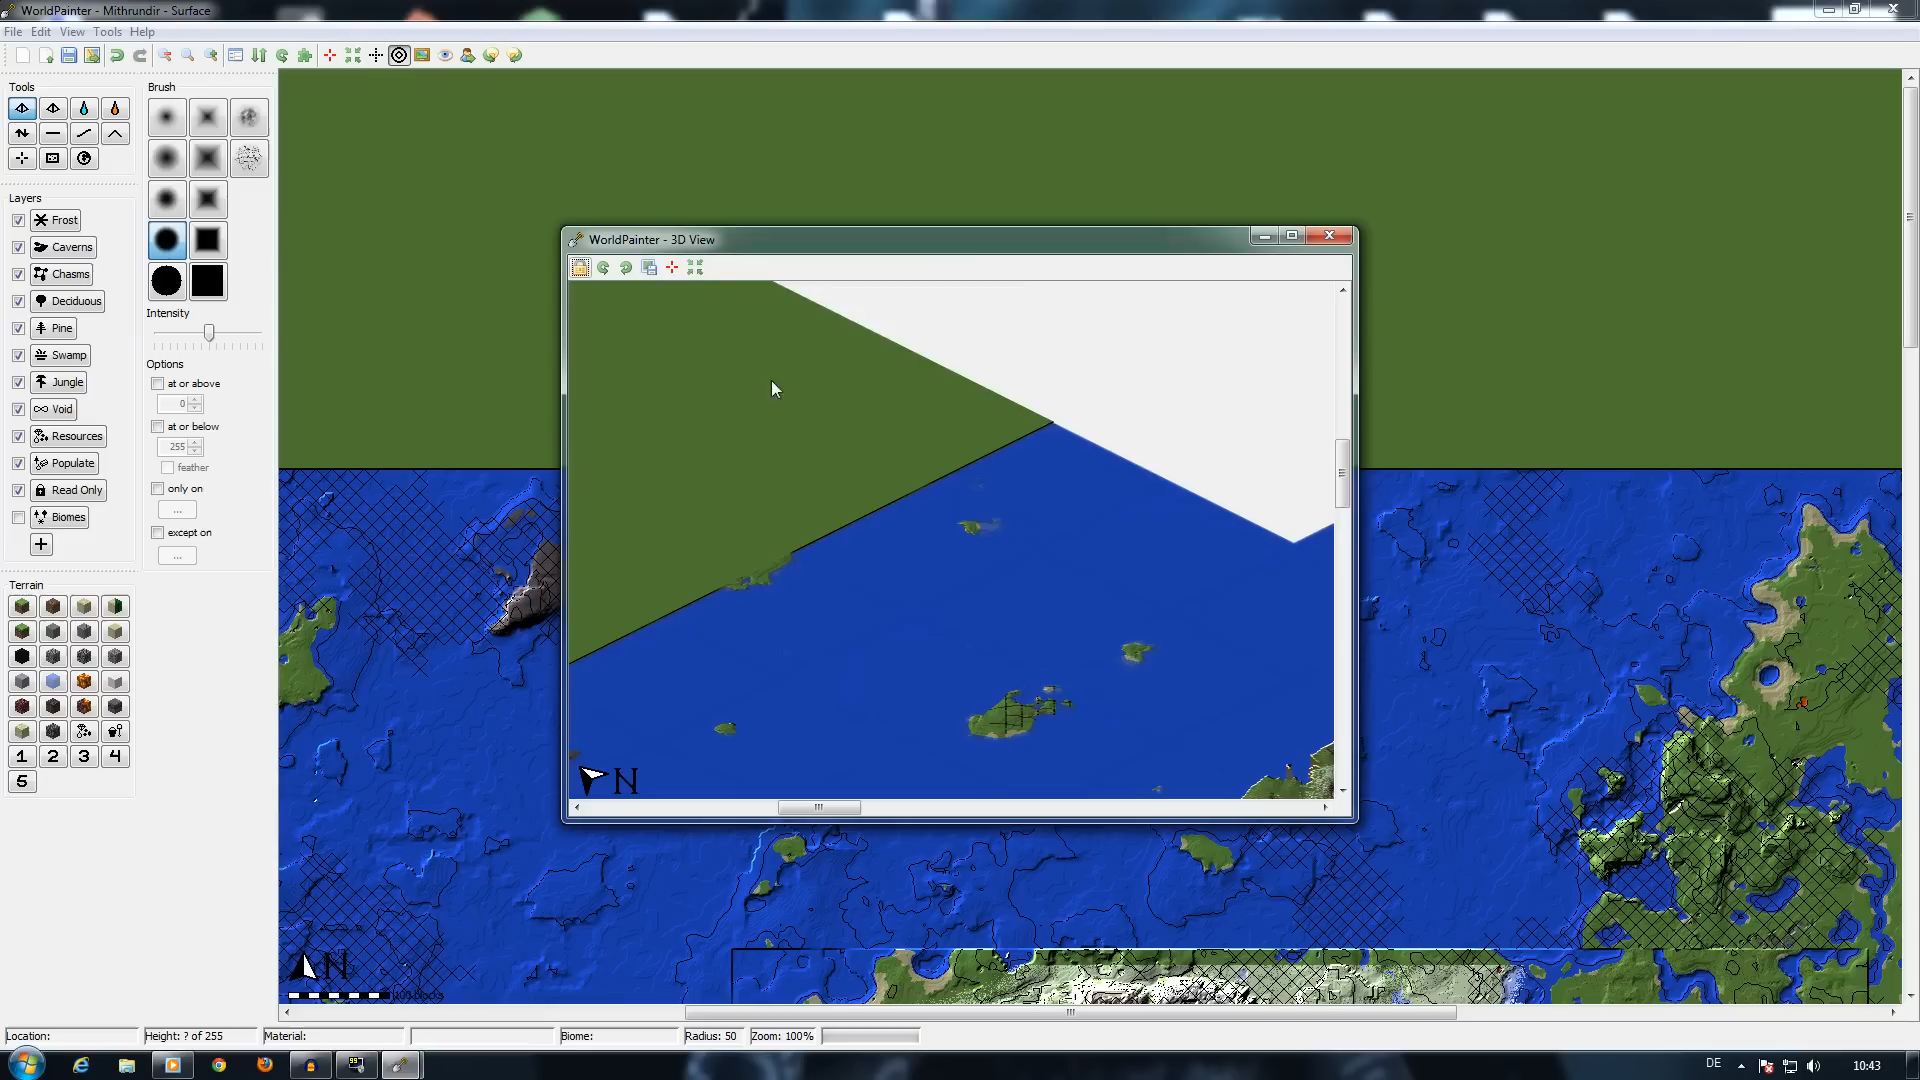 WorldPainter - Mithrundir - Surface
File Edit View Tools Help
Tools
Brush
Layers
Frost
Caverns
Chasms
Deciduous
Pine
Swamp
Jungle
Void
Resources
Populate
Read Only
Biomes
+
Intensity
Options
at or above
0
at or below
255
feather
only on
...
except on
...
Terrain
1 2 3 4
5
WorldPainter - 3D View
N
N
100 blocks
Location: Height: ? of 255 Material: Biome: Radius: 50 Zoom: 100%
99
DE 10:43